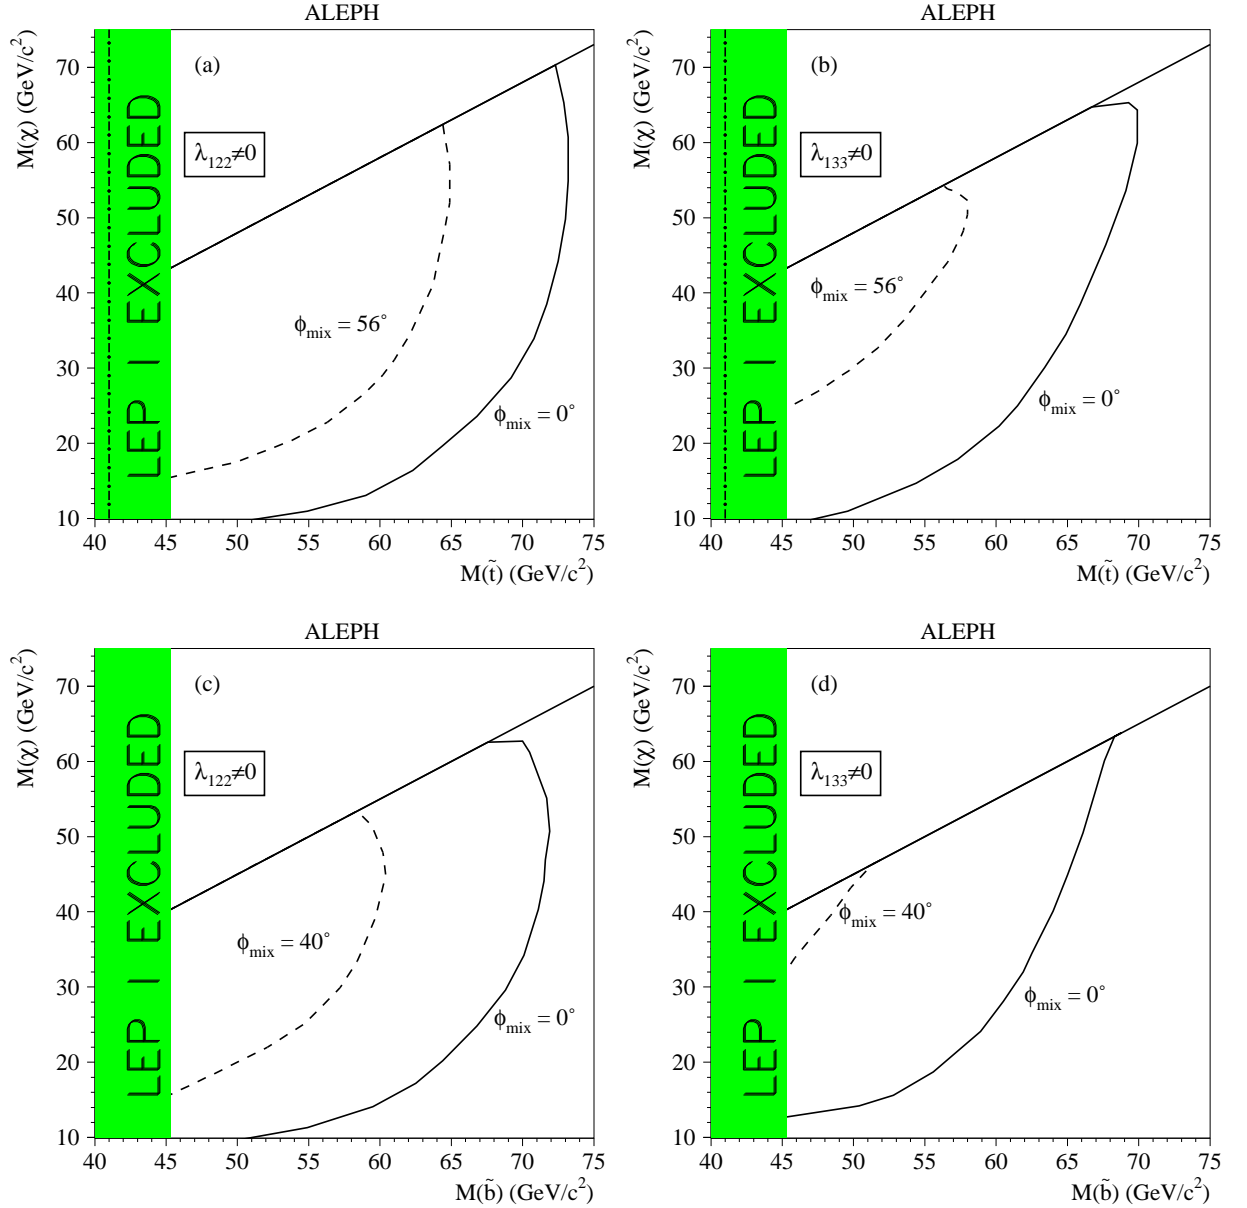 ALEPH
M(χ) (GeV/c²)
70
60
50
40
30
20
10
(a)
λ₁₂₂≠0
LEP I EXCLUDED
ϕmix = 56°
ϕmix = 0°
40 45 50 55 60 65 70 75
M(t̃) (GeV/c²)
ALEPH
M(χ) (GeV/c²)
70
60
50
40
30
20
10
(b)
λ₁₃₃≠0
LEP I EXCLUDED
ϕmix = 56°
ϕmix = 0°
40 45 50 55 60 65 70 75
M(t̃) (GeV/c²)
ALEPH
M(χ) (GeV/c²)
70
60
50
40
30
20
10
(c)
λ₁₂₂≠0
LEP I EXCLUDED
ϕmix = 40°
ϕmix = 0°
40 45 50 55 60 65 70 75
M(b̃) (GeV/c²)
ALEPH
M(χ) (GeV/c²)
70
60
50
40
30
20
10
(d)
λ₁₃₃≠0
LEP I EXCLUDED
ϕmix = 40°
ϕmix = 0°
40 45 50 55 60 65 70 75
M(b̃) (GeV/c²)